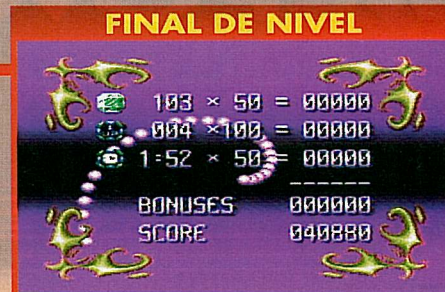 FINAL DE NIVEL
103 × 50 = 00000
004 ×100 = 00000
1:52 × 50 = 00000
------
BONUSES 000000
SCORE 040880